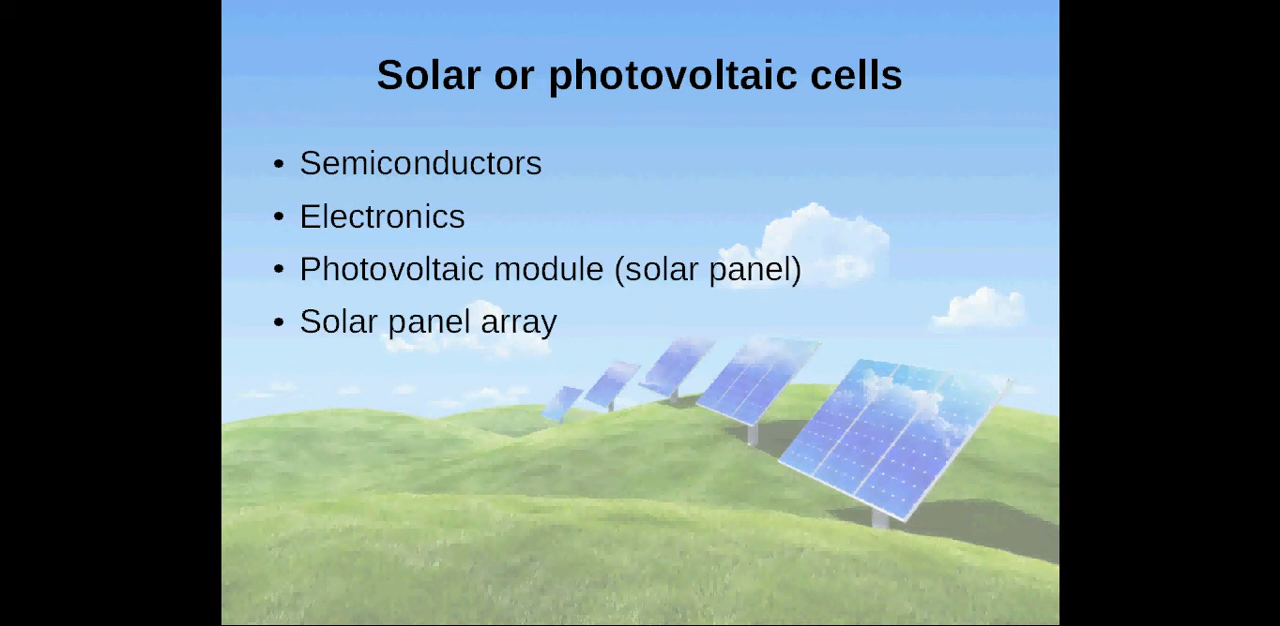 Solar or photovoltaic cells
• Semiconductors
• Electronics
• Photovoltaic module (solar panel)
• Solar panel array